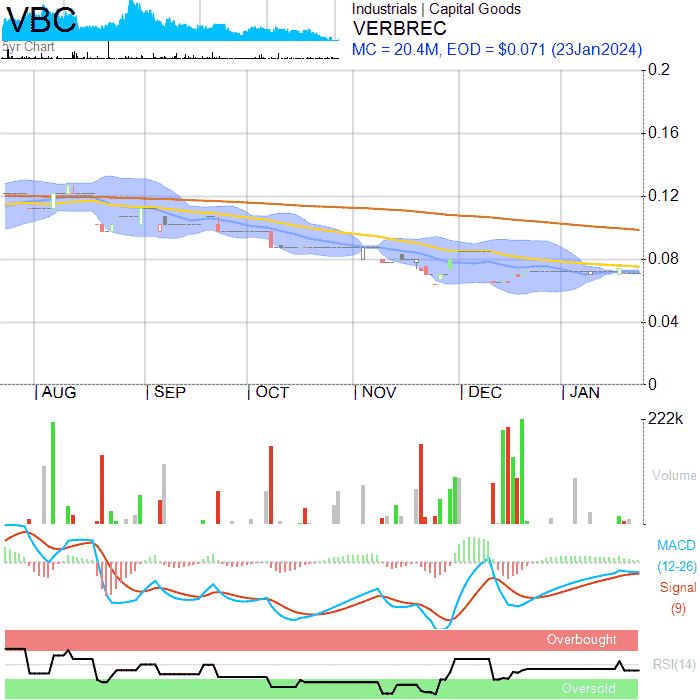 VBC
5yr Chart
Industrials | Capital Goods
VERBREC
MC = 20.4M, EOD = $0.071 (23Jan2024)
0.2
0.16
0.12
0.08
0.04
0
| AUG | SEP | OCT | NOV | DEC | JAN
222k
Volume
MACD
(12-26)
Signal
(9)
Overbought
RSI(14)
Oversold